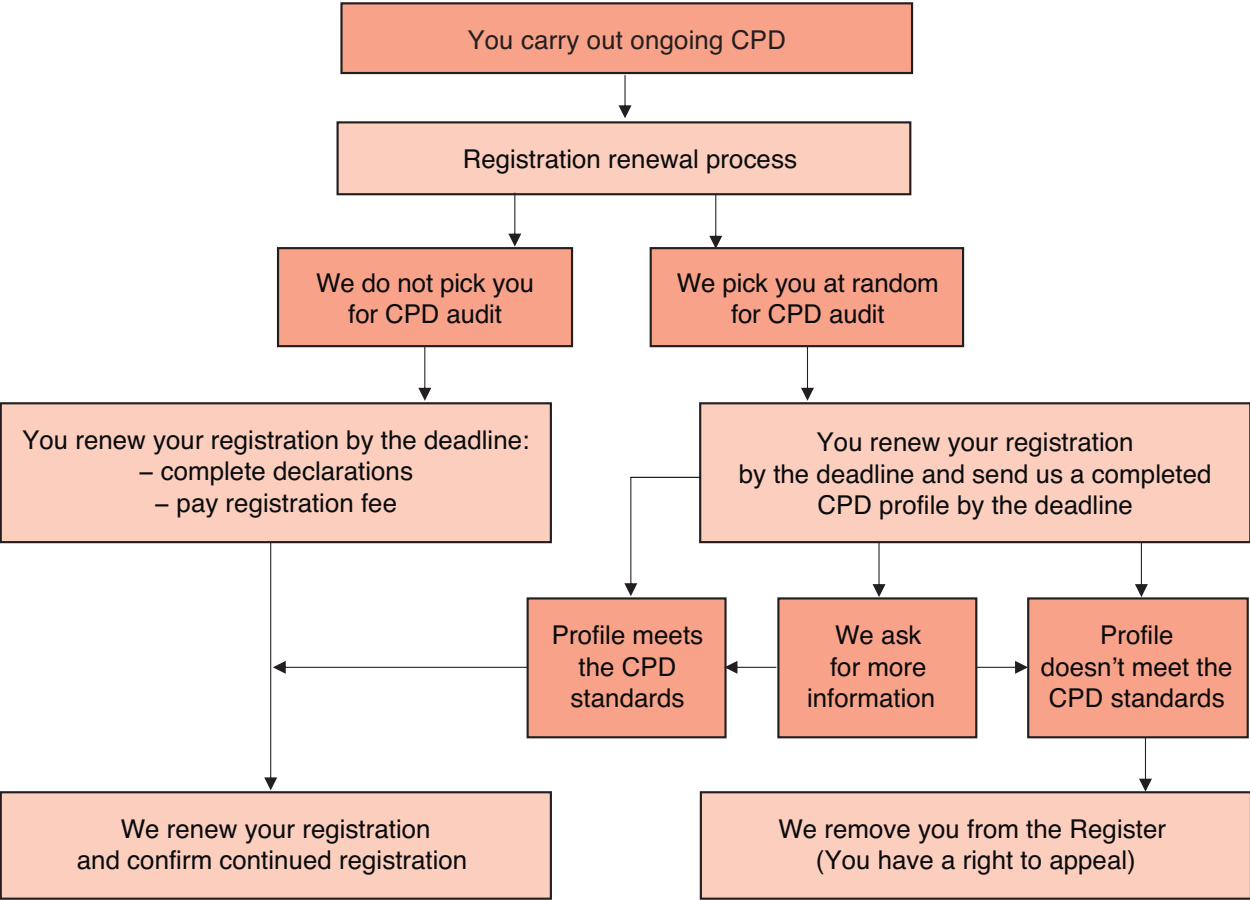 You carry out ongoing CPD
Registration renewal process
We do not pick you
for CPD audit
We pick you at random
for CPD audit
You renew your registration by the deadline:
– complete declarations
– pay registration fee
You renew your registration
by the deadline and send us a completed
CPD profile by the deadline
Profile meets
the CPD
standards
We ask
for more
information
Profile
doesn't meet the
CPD standards
We renew your registration
and confirm continued registration
We remove you from the Register
(You have a right to appeal)